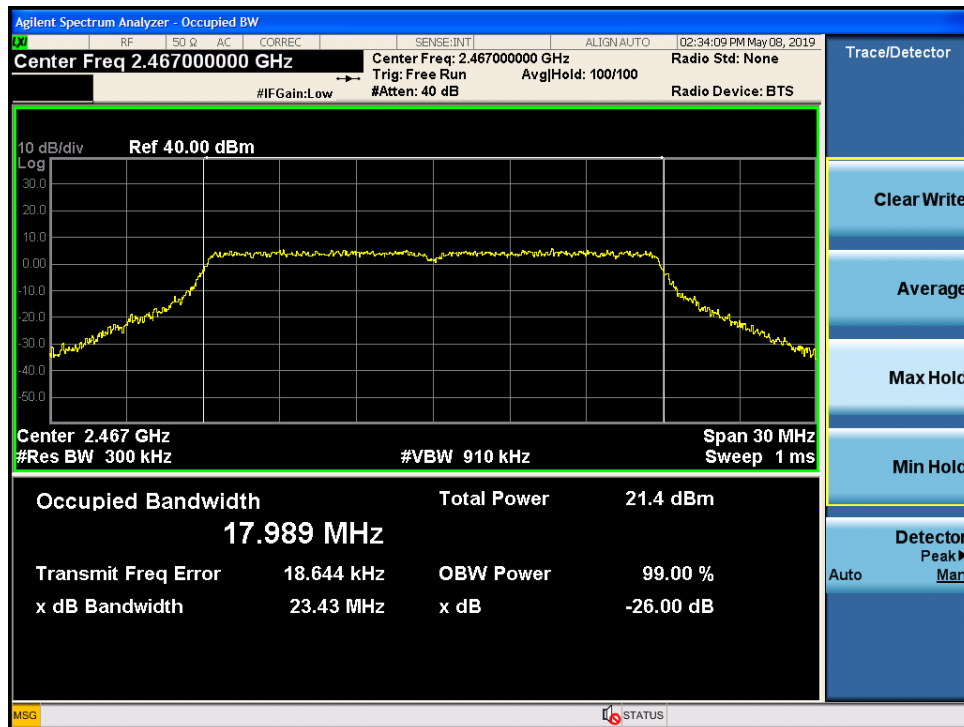 Agilent Spectrum Analyzer - Occupied BW
LXI RF 50 Ω AC CORREC SENSE:INT ALIGN AUTO 02:34:09 PM May 08, 2019
Center Freq 2.467000000 GHz
Center Freq: 2.467000000 GHz Radio Std: None
Trig: Free Run Avg|Hold: 100/100
#IFGain:Low #Atten: 40 dB Radio Device: BTS
10 dB/div Ref 40.00 dBm
Log
30.0
20.0
10.0
0.00
-10.0
-20.0
-30.0
-40.0
-50.0
Center 2.467 GHz Span 30 MHz
#Res BW 300 kHz #VBW 910 kHz Sweep 1 ms
Occupied Bandwidth Total Power 21.4 dBm
17.989 MHz
Transmit Freq Error 18.644 kHz OBW Power 99.00 %
x dB Bandwidth 23.43 MHz x dB -26.00 dB
Trace/Detector
Clear Write
Average
Max Hold
Min Hold
Detector
Peak
Auto Man
MSG STATUS